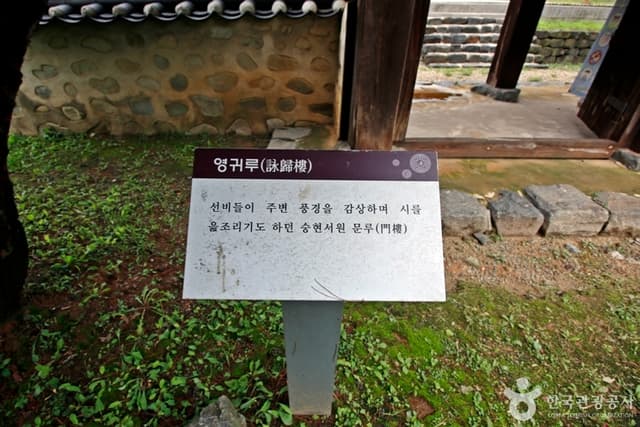 영귀루(詠歸樓)
선비들이 주변 풍경을 감상하며 시를
읊조리기도 하던 숭현서원 문루(門樓)
한국관광공사